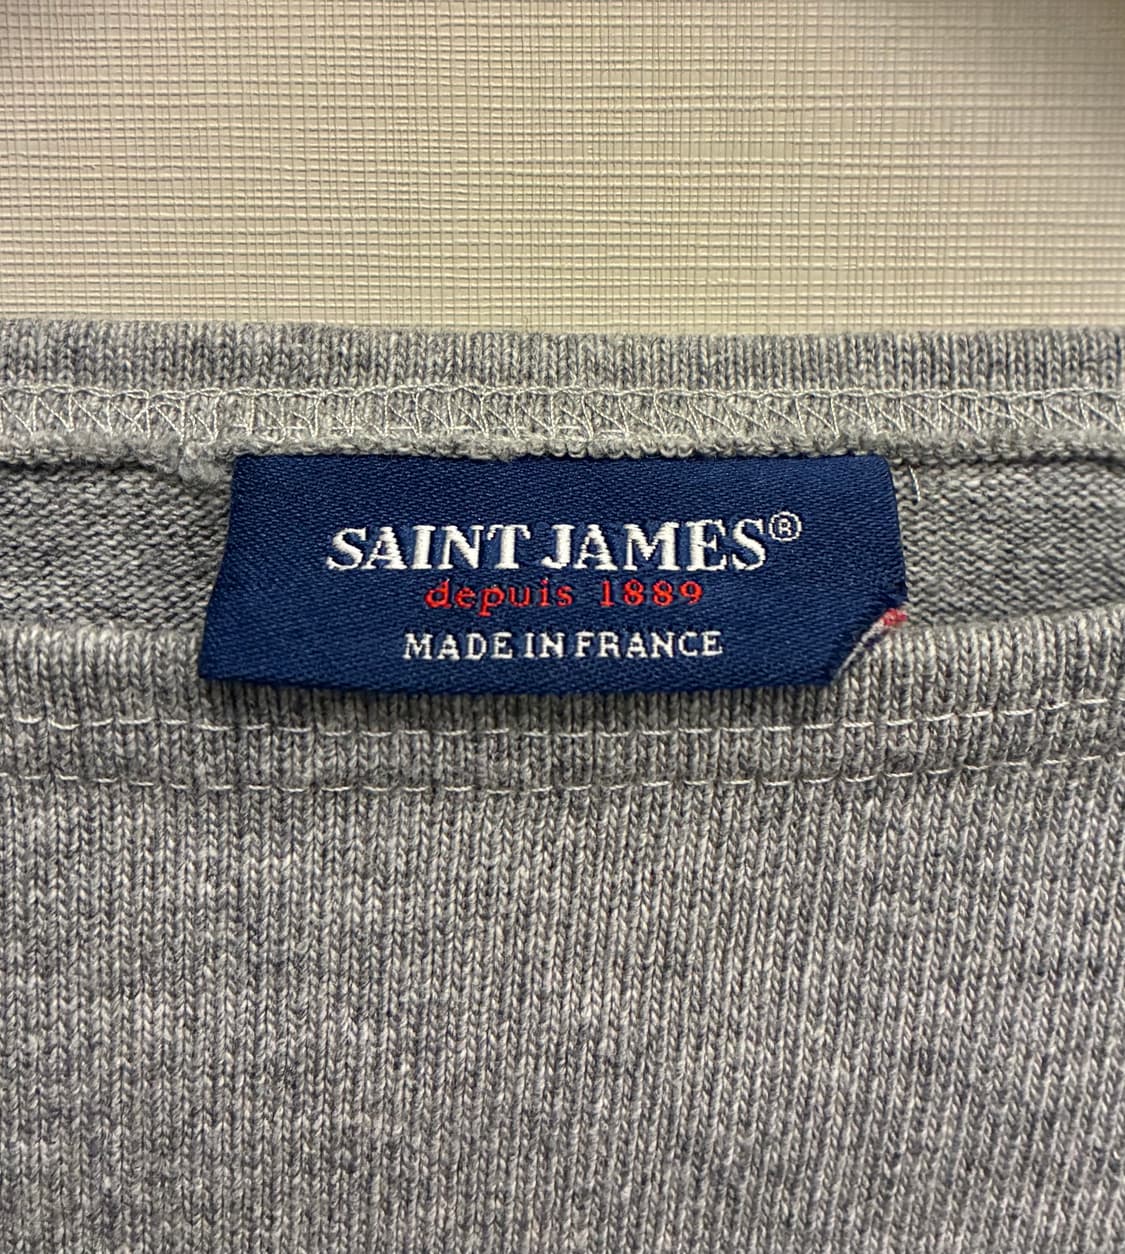 SAINT JAMES®
depuis 1889
MADE IN FRANCE